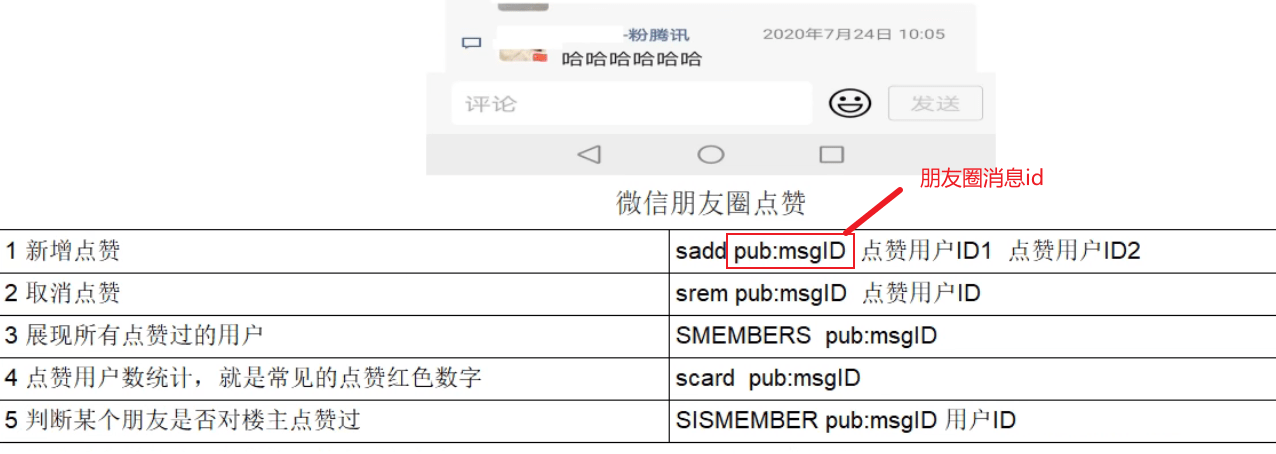 -粉腾讯 2020年7月24日 10:05
哈哈哈哈哈哈
评论 发送
朋友圈消息id
微信朋友圈点赞
1 新增点赞 sadd pub:msgID 点赞用户ID1 点赞用户ID2
2 取消点赞 srem pub:msgID 点赞用户ID
3 展现所有点赞过的用户 SMEMBERS pub:msgID
4 点赞用户数统计，就是常见的点赞红色数字 scard pub:msgID
5 判断某个朋友是否对楼主点赞过 SISMEMBER pub:msgID 用户ID